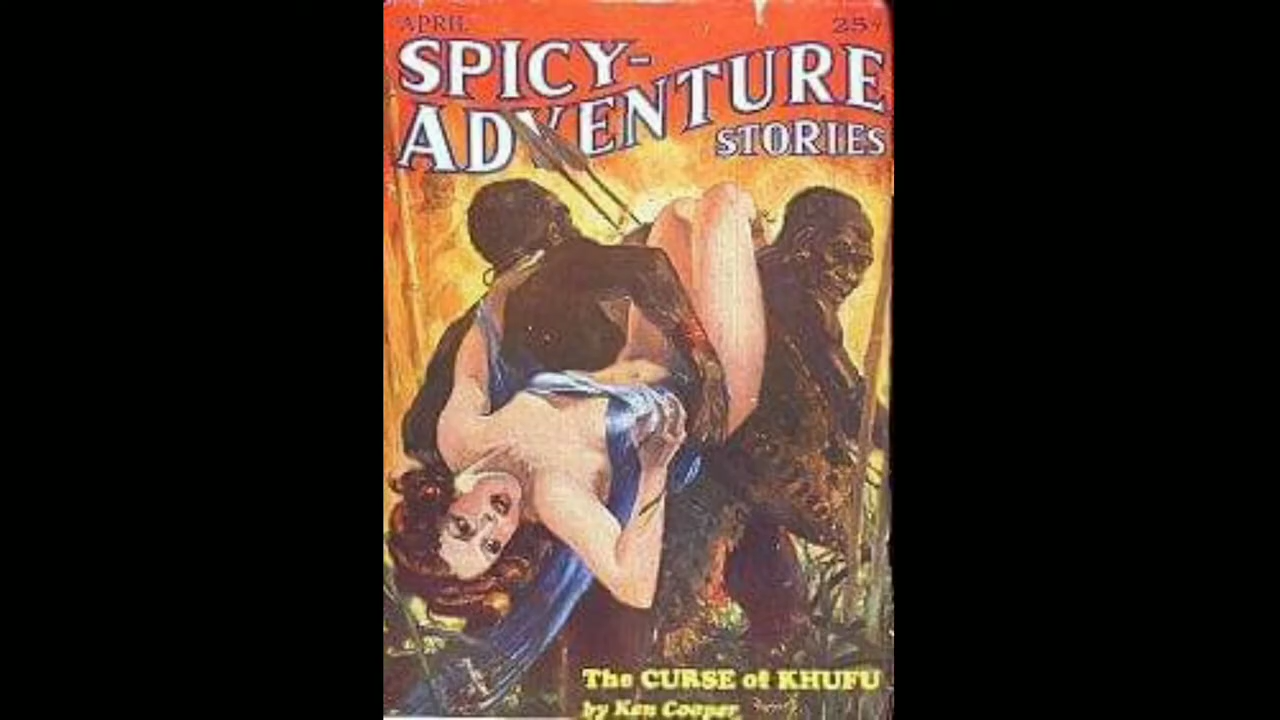 APRIL 25¢
SPICY-
ADVENTURE
STORIES
The CURSE of KHUFU
by Ken Cooper